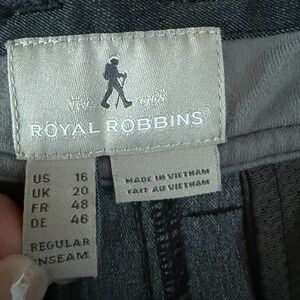 EST. 1968
ROYAL ROBBINS®
US 16
UK 20
FR 48
DE 46
REGULAR
INSEAM
MADE IN VIETNAM
FAIT AU VIETNAM